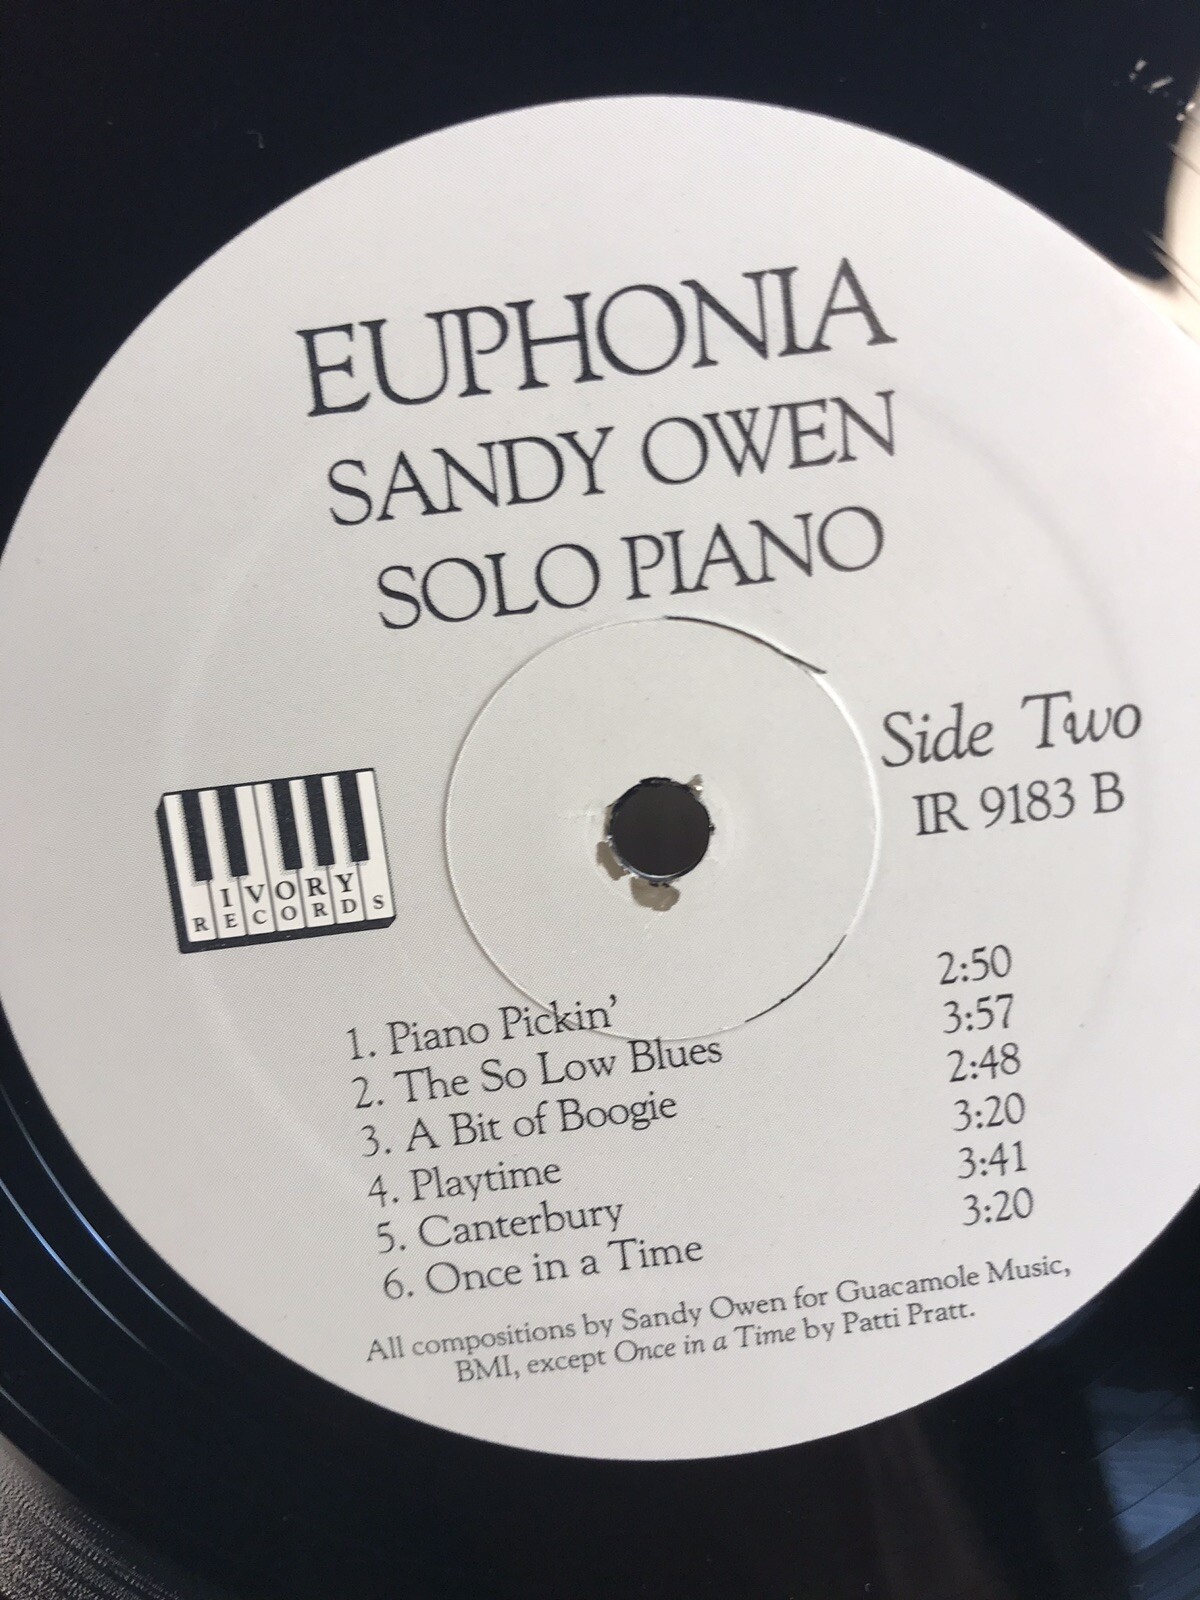 EUPHONIA
SANDY OWEN
SOLO PIANO
Side Two
IR 9183 B
IVORY
RECORDS
1. Piano Pickin' 2:50
2. The So Low Blues 3:57
3. A Bit of Boogie 2:48
4. Playtime 3:20
5. Canterbury 3:41
6. Once in a Time 3:20
All compositions by Sandy Owen for Guacamole Music,
BMI, except Once in a Time by Patti Pratt.